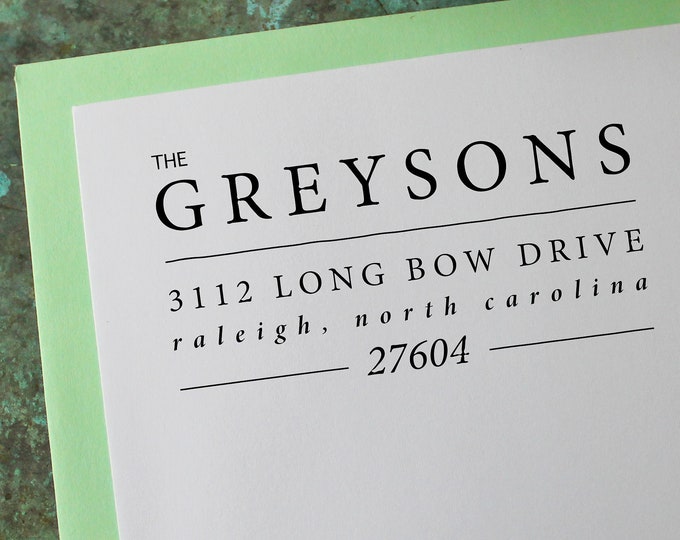 THE
GREYSONS
3112 LONG BOW DRIVE
raleigh, north carolina
27604